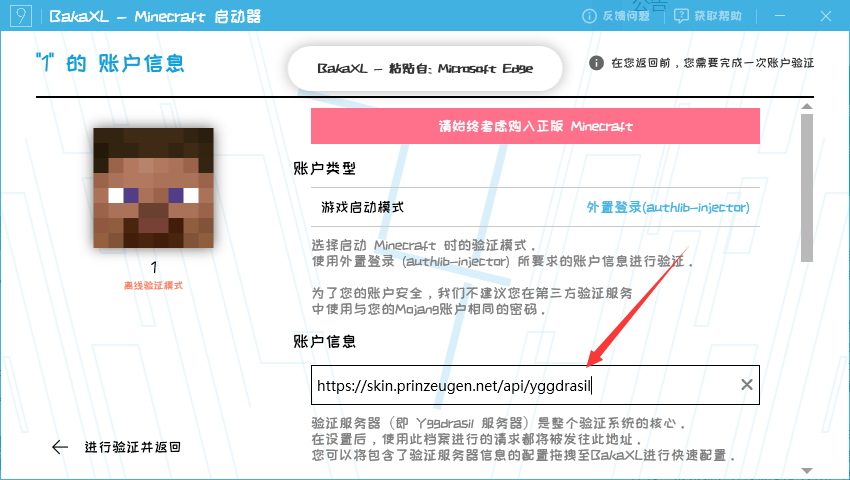 BakaXL - Minecraft 启动器
公告
反馈问题
获取帮助
"1" 的 账户信息
BakaXL - 粘贴自: Microsoft Edge
在您返回前，您需要完成一次账户验证
请始终考虑购入正版 Minecraft
账户类型
游戏启动模式
外置登录(authlib-injector)
选择启动 Minecraft 时的验证模式．
使用外置登录 (authlib-injector) 所要求的账户信息进行验证．
为了您的账户安全，我们不建议您在第三方验证服务
中使用与您的Mojang账户相同的密码．
1
离线验证模式
账户信息
https://skin.prinzeugen.net/api/yggdrasil
验证服务器（即 Yggdrasil 服务器）是整个验证系统的核心．
在设置后，使用此档案进行的请求都将被发往此地址．
您可以将包含了验证服务器信息的配置拖拽至BakaXL进行快速配置．
进行验证并返回